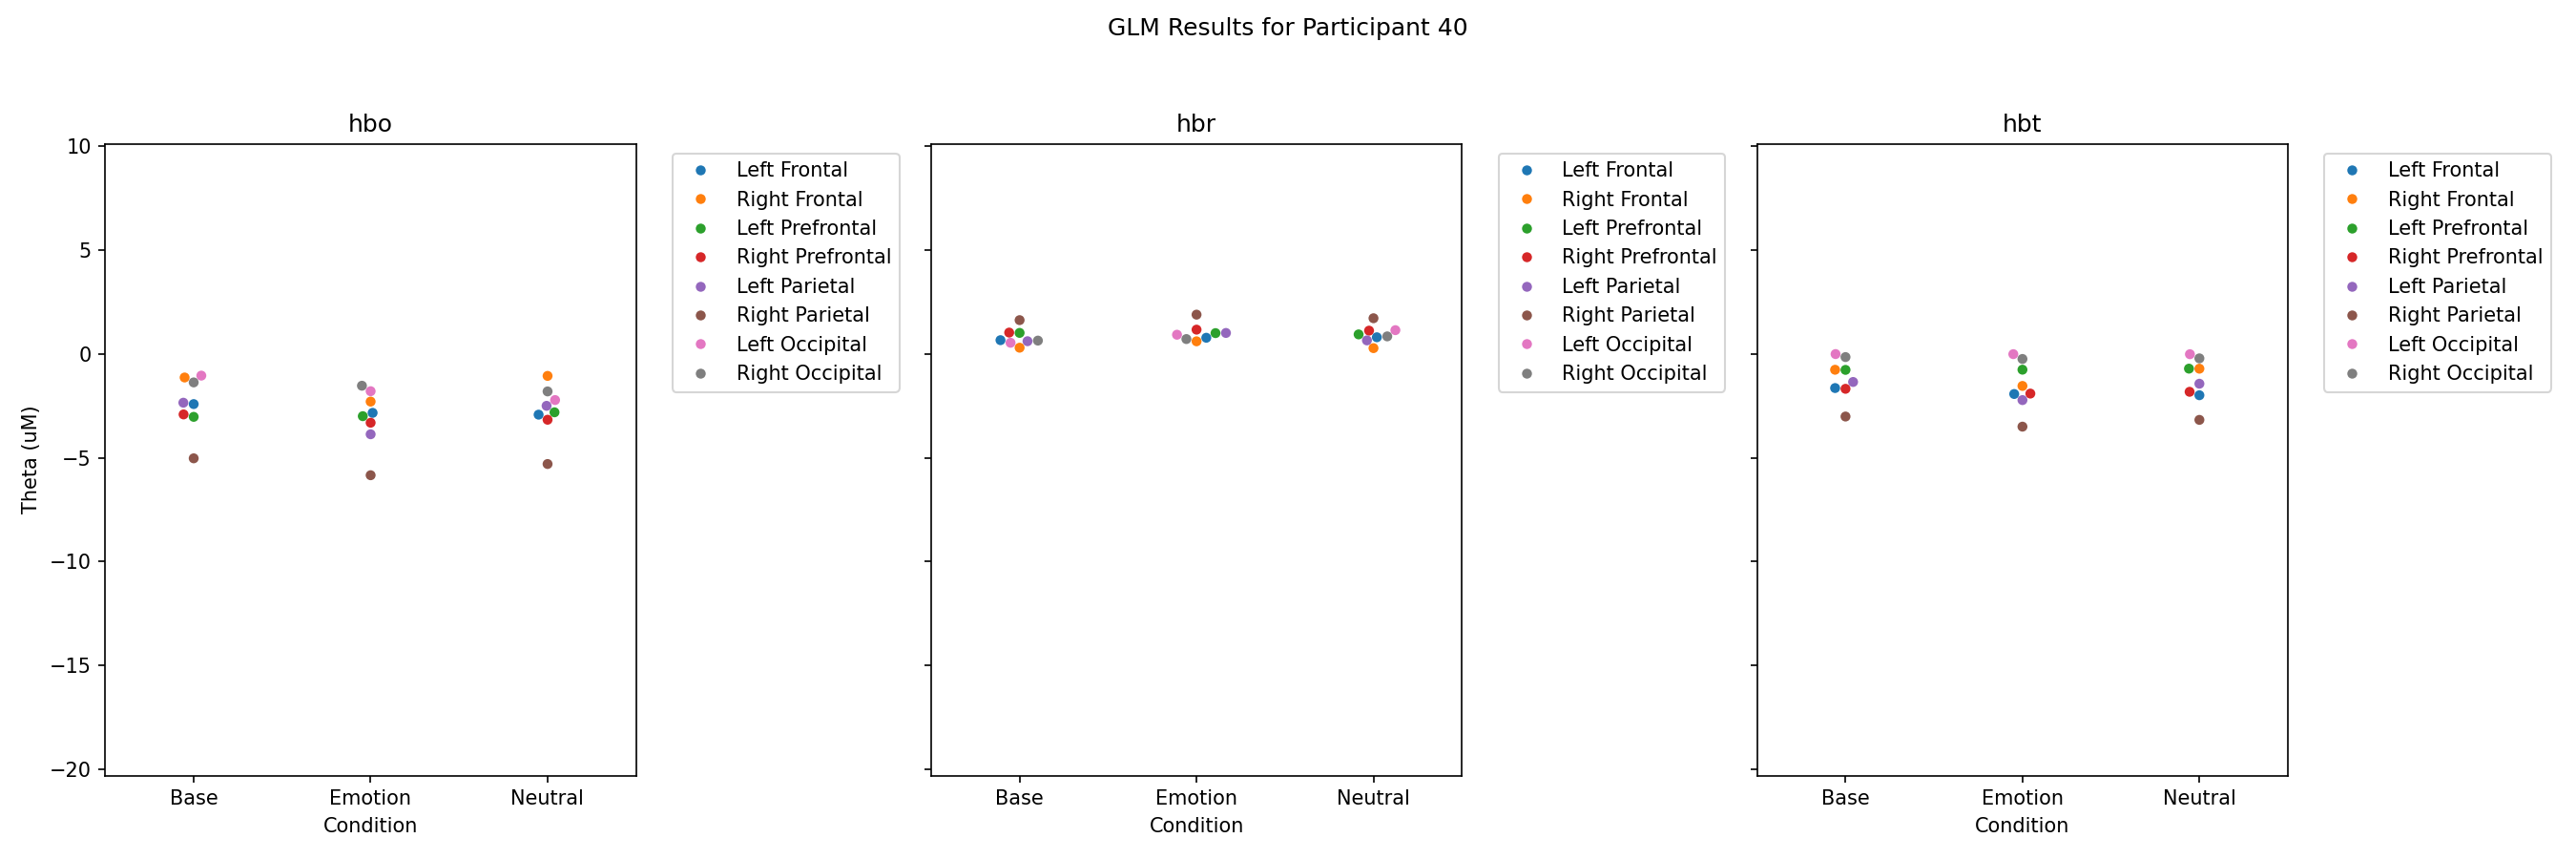 GLM Results for Participant 40
hbo
hbr
hbt
10
5
0
−5
−10
−15
−20
Theta (uM)
Base
Emotion
Neutral
Condition
Left Frontal
Right Frontal
Left Prefrontal
Right Prefrontal
Left Parietal
Right Parietal
Left Occipital
Right Occipital
Base
Emotion
Neutral
Condition
Left Frontal
Right Frontal
Left Prefrontal
Right Prefrontal
Left Parietal
Right Parietal
Left Occipital
Right Occipital
Base
Emotion
Neutral
Condition
Left Frontal
Right Frontal
Left Prefrontal
Right Prefrontal
Left Parietal
Right Parietal
Left Occipital
Right Occipital